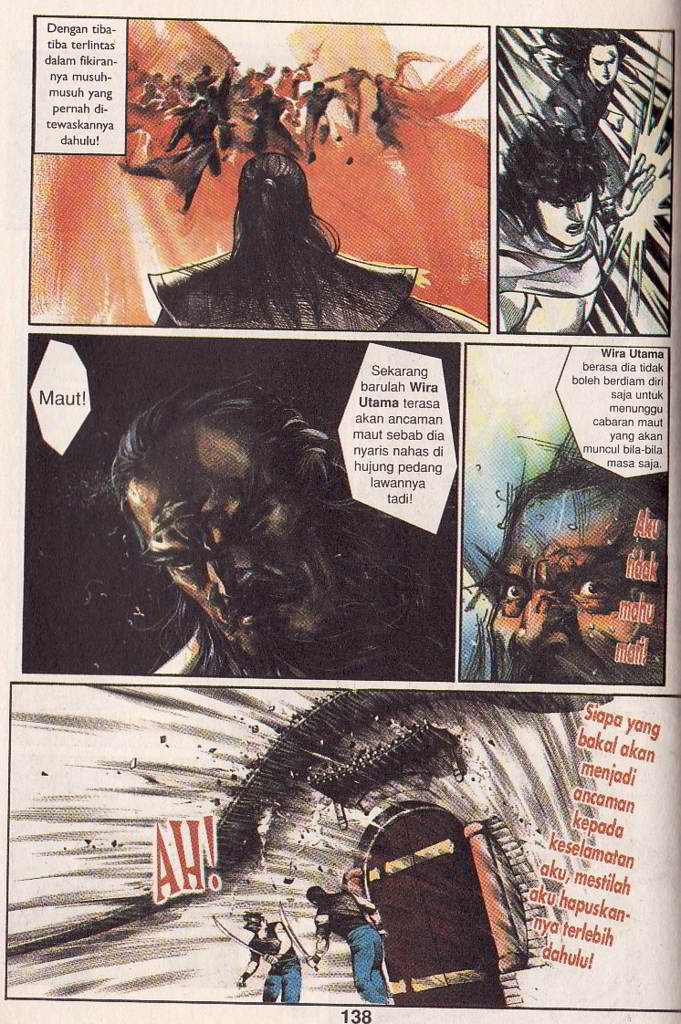 Dengan tiba-
tiba terlintas
dalam fikiran-
nya musuh-
musuh yang
pernah di-
tewaskannya
dahulu!
Maut!
Sekarang
barulah Wira
Utama terasa
akan ancaman
maut sebab dia
nyaris nahas di
hujung pedang
lawannya
tadi!
Wira Utama
berasa dia tidak
boleh berdiam diri
saja untuk
menunggu
cabaran maut
yang akan
muncul bila-bila
masa saja.
Aku
tidak
mahu
mati!
AH!
Siapa yang
bakal akan
menjadi
ancaman
kepada
keselamatan
aku, mestilah
aku hapuskan-
nya terlebih
dahulu!
138